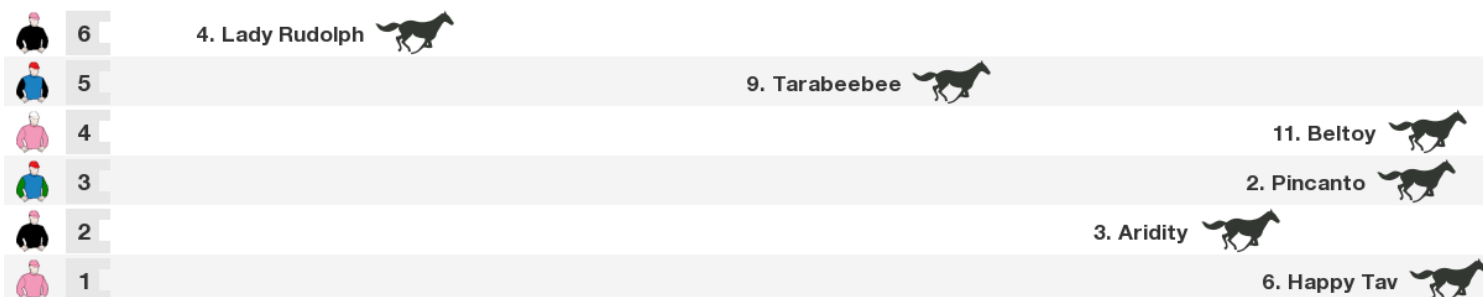 6 4. Lady Rudolph
5 9. Tarabeebee
4 11. Beltoy
3 2. Pincanto
2 3. Aridity
1 6. Happy Tav